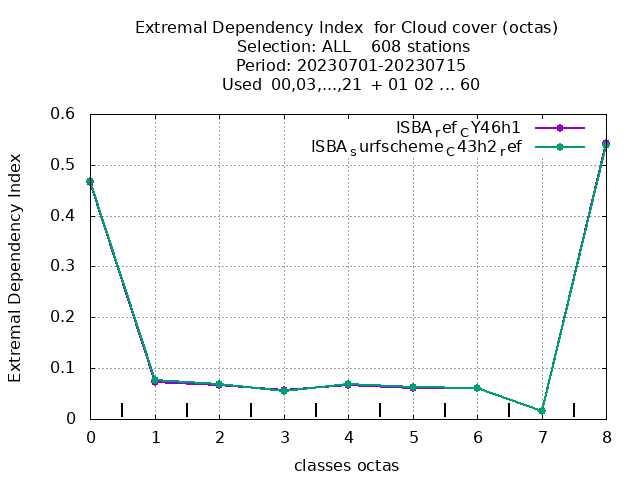 Extremal Dependency Index  for Cloud cover (octas)
Selection: ALL    608 stations
Period: 20230701-20230715
Used  00,03,...,21  + 01 02 ... 60
ISBA_ref_CY46h1
ISBA_surfscheme_C43h2_ref
Extremal Dependency Index
0.6
0.5
0.4
0.3
0.2
0.1
0
0 1 2 3 4 5 6 7 8
classes octas